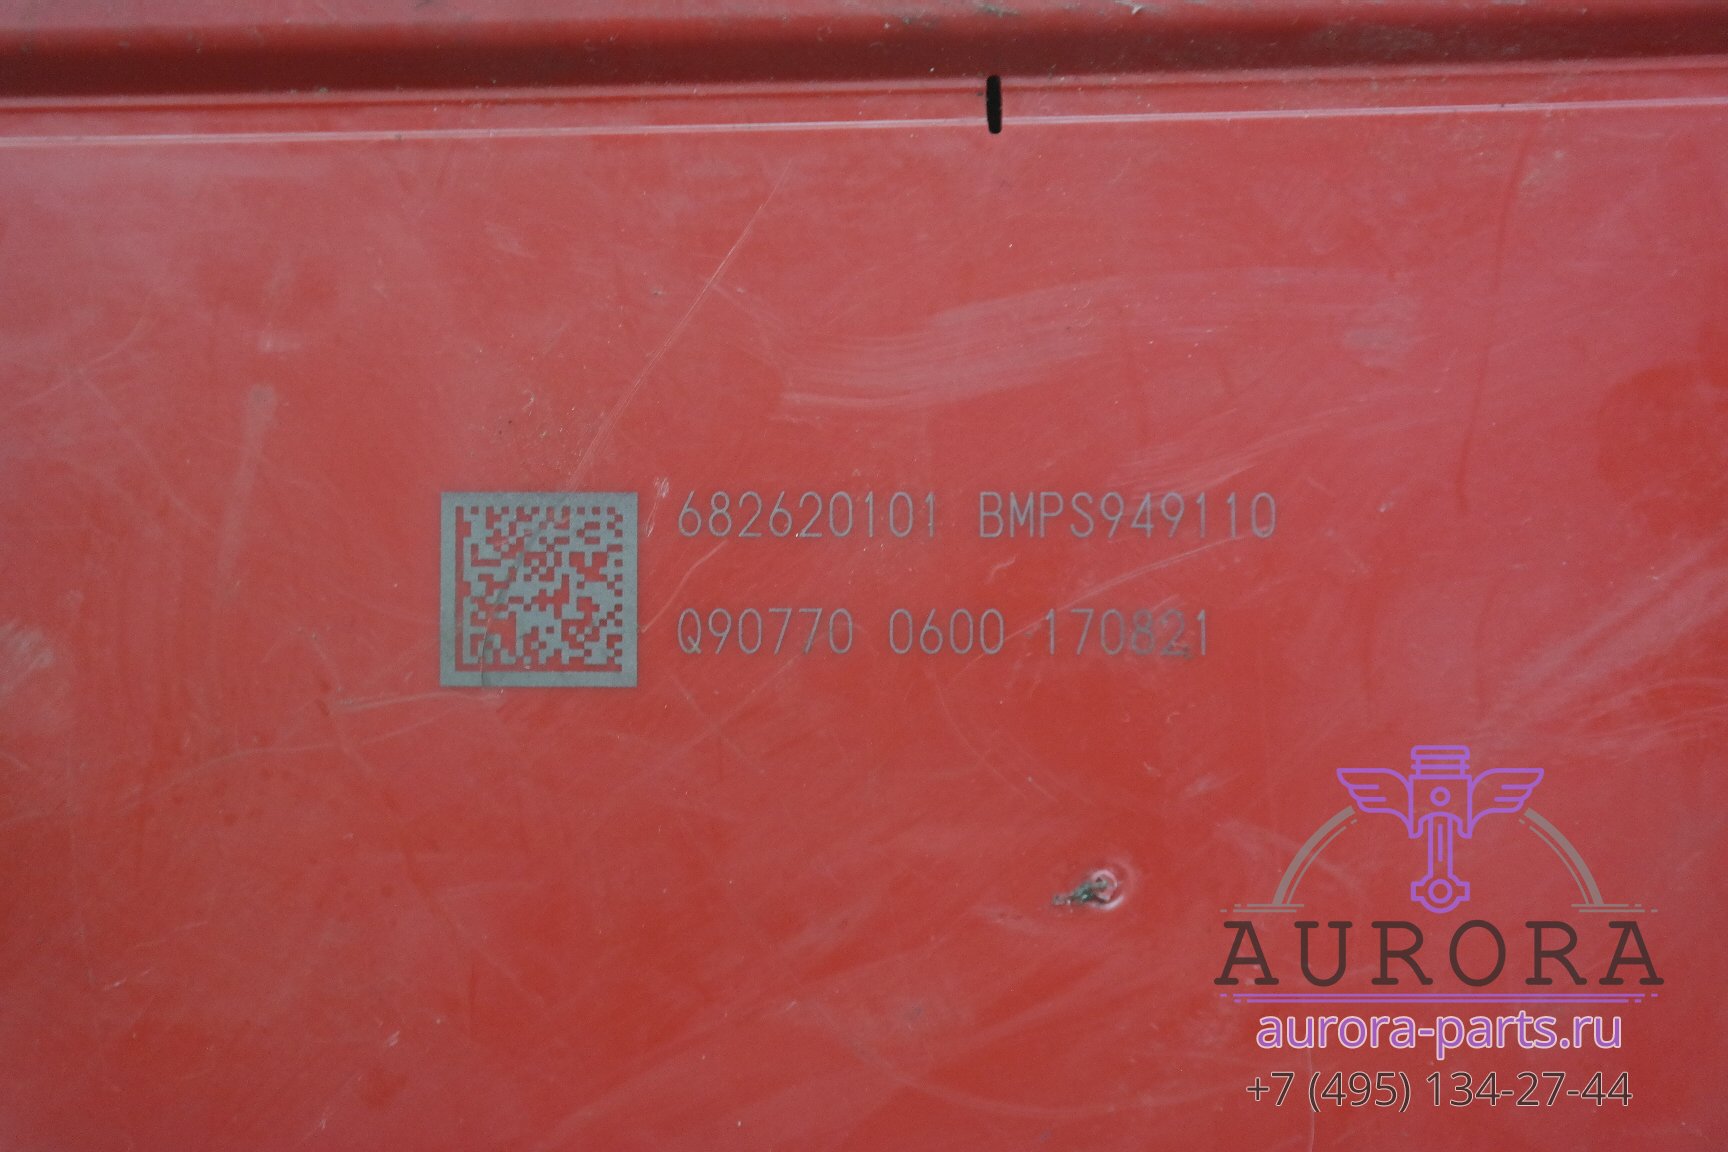 682620101 BMPS949110
Q90770 0600 170821
AURORA
aurora-parts.ru
+7 (495) 134-27-44